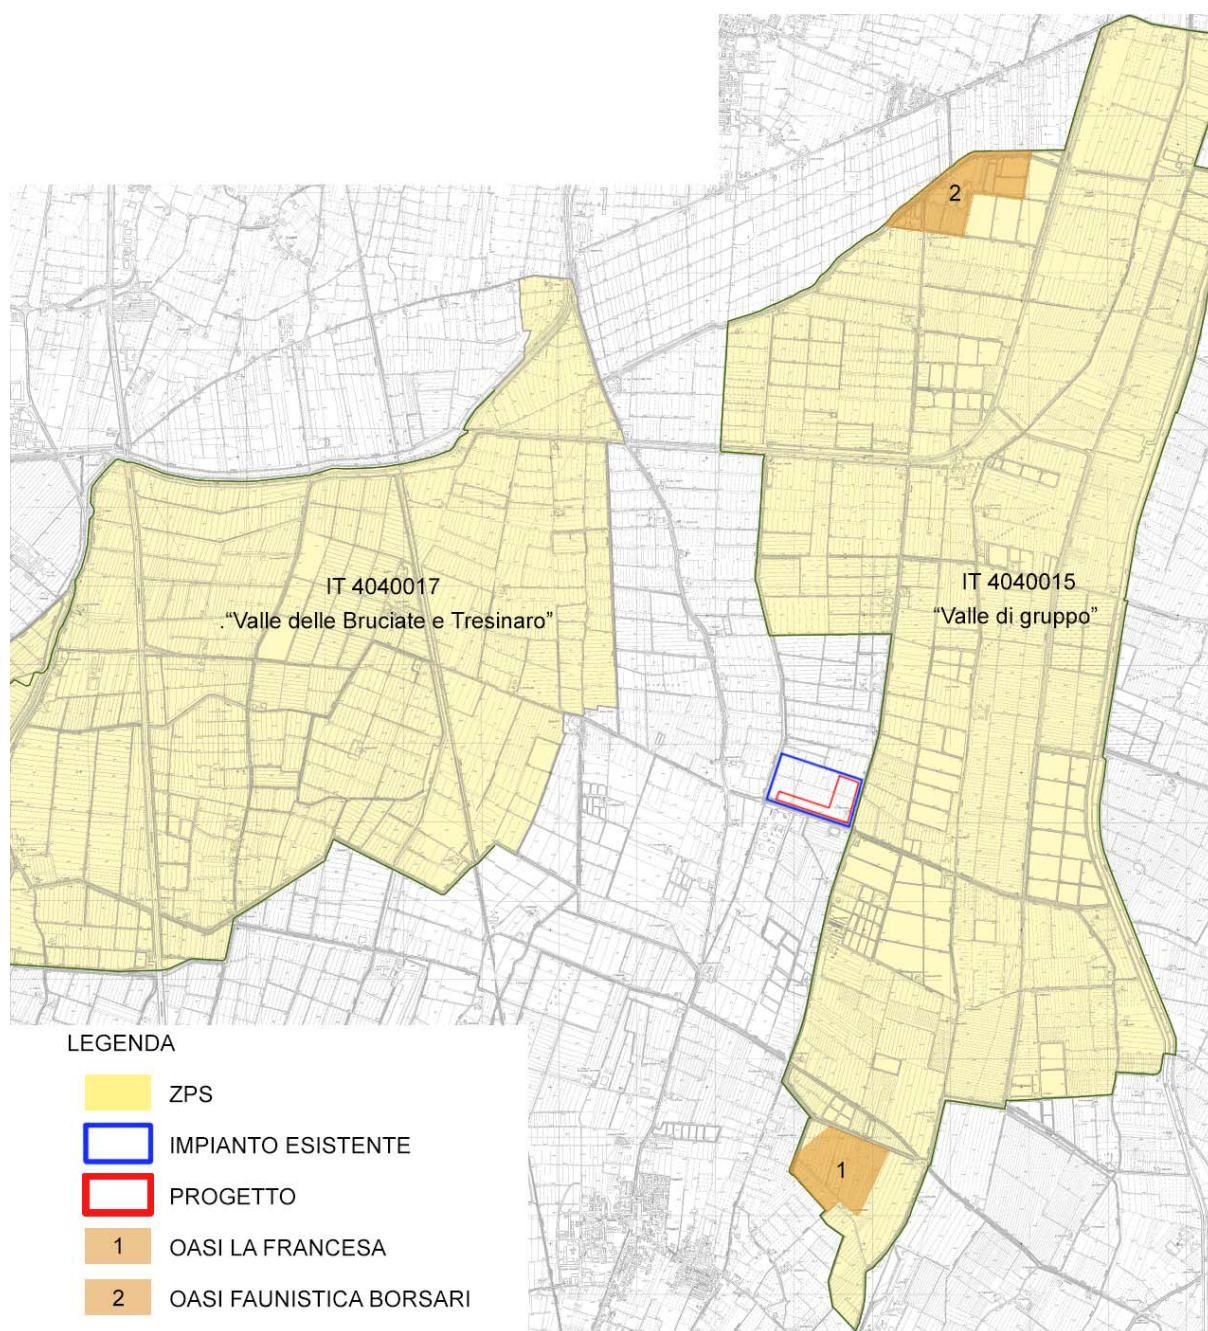 2
IT 4040017
."Valle delle Bruciate e Tresinaro"
IT 4040015
"Valle di gruppo"
1
LEGENDA
ZPS
IMPIANTO ESISTENTE
PROGETTO
1 OASI LA FRANCESA
2 OASI FAUNISTICA BORSARI